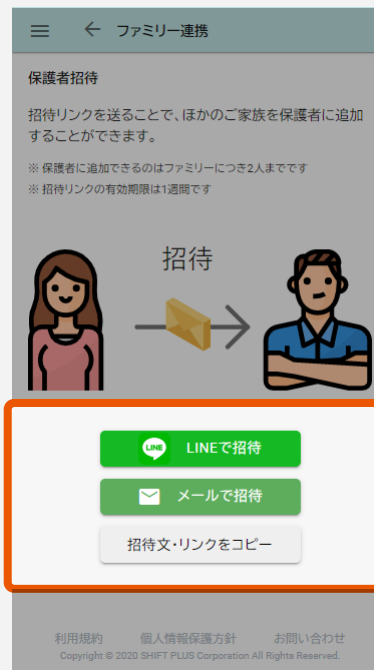 ファミリー連携
保護者招待
招待リンクを送ることで、ほかのご家族を保護者に追加
することができます。
※ 保護者に追加できるのはファミリーにつき2人までです
※ 招待リンクの有効期限は1週間です
招待
LINE LINEで招待
メールで招待
招待文・リンクをコピー
利用規約 個人情報保護方針 お問い合わせ
Copyright © 2020 SHIFT PLUS Corporation All Rights Reserved.